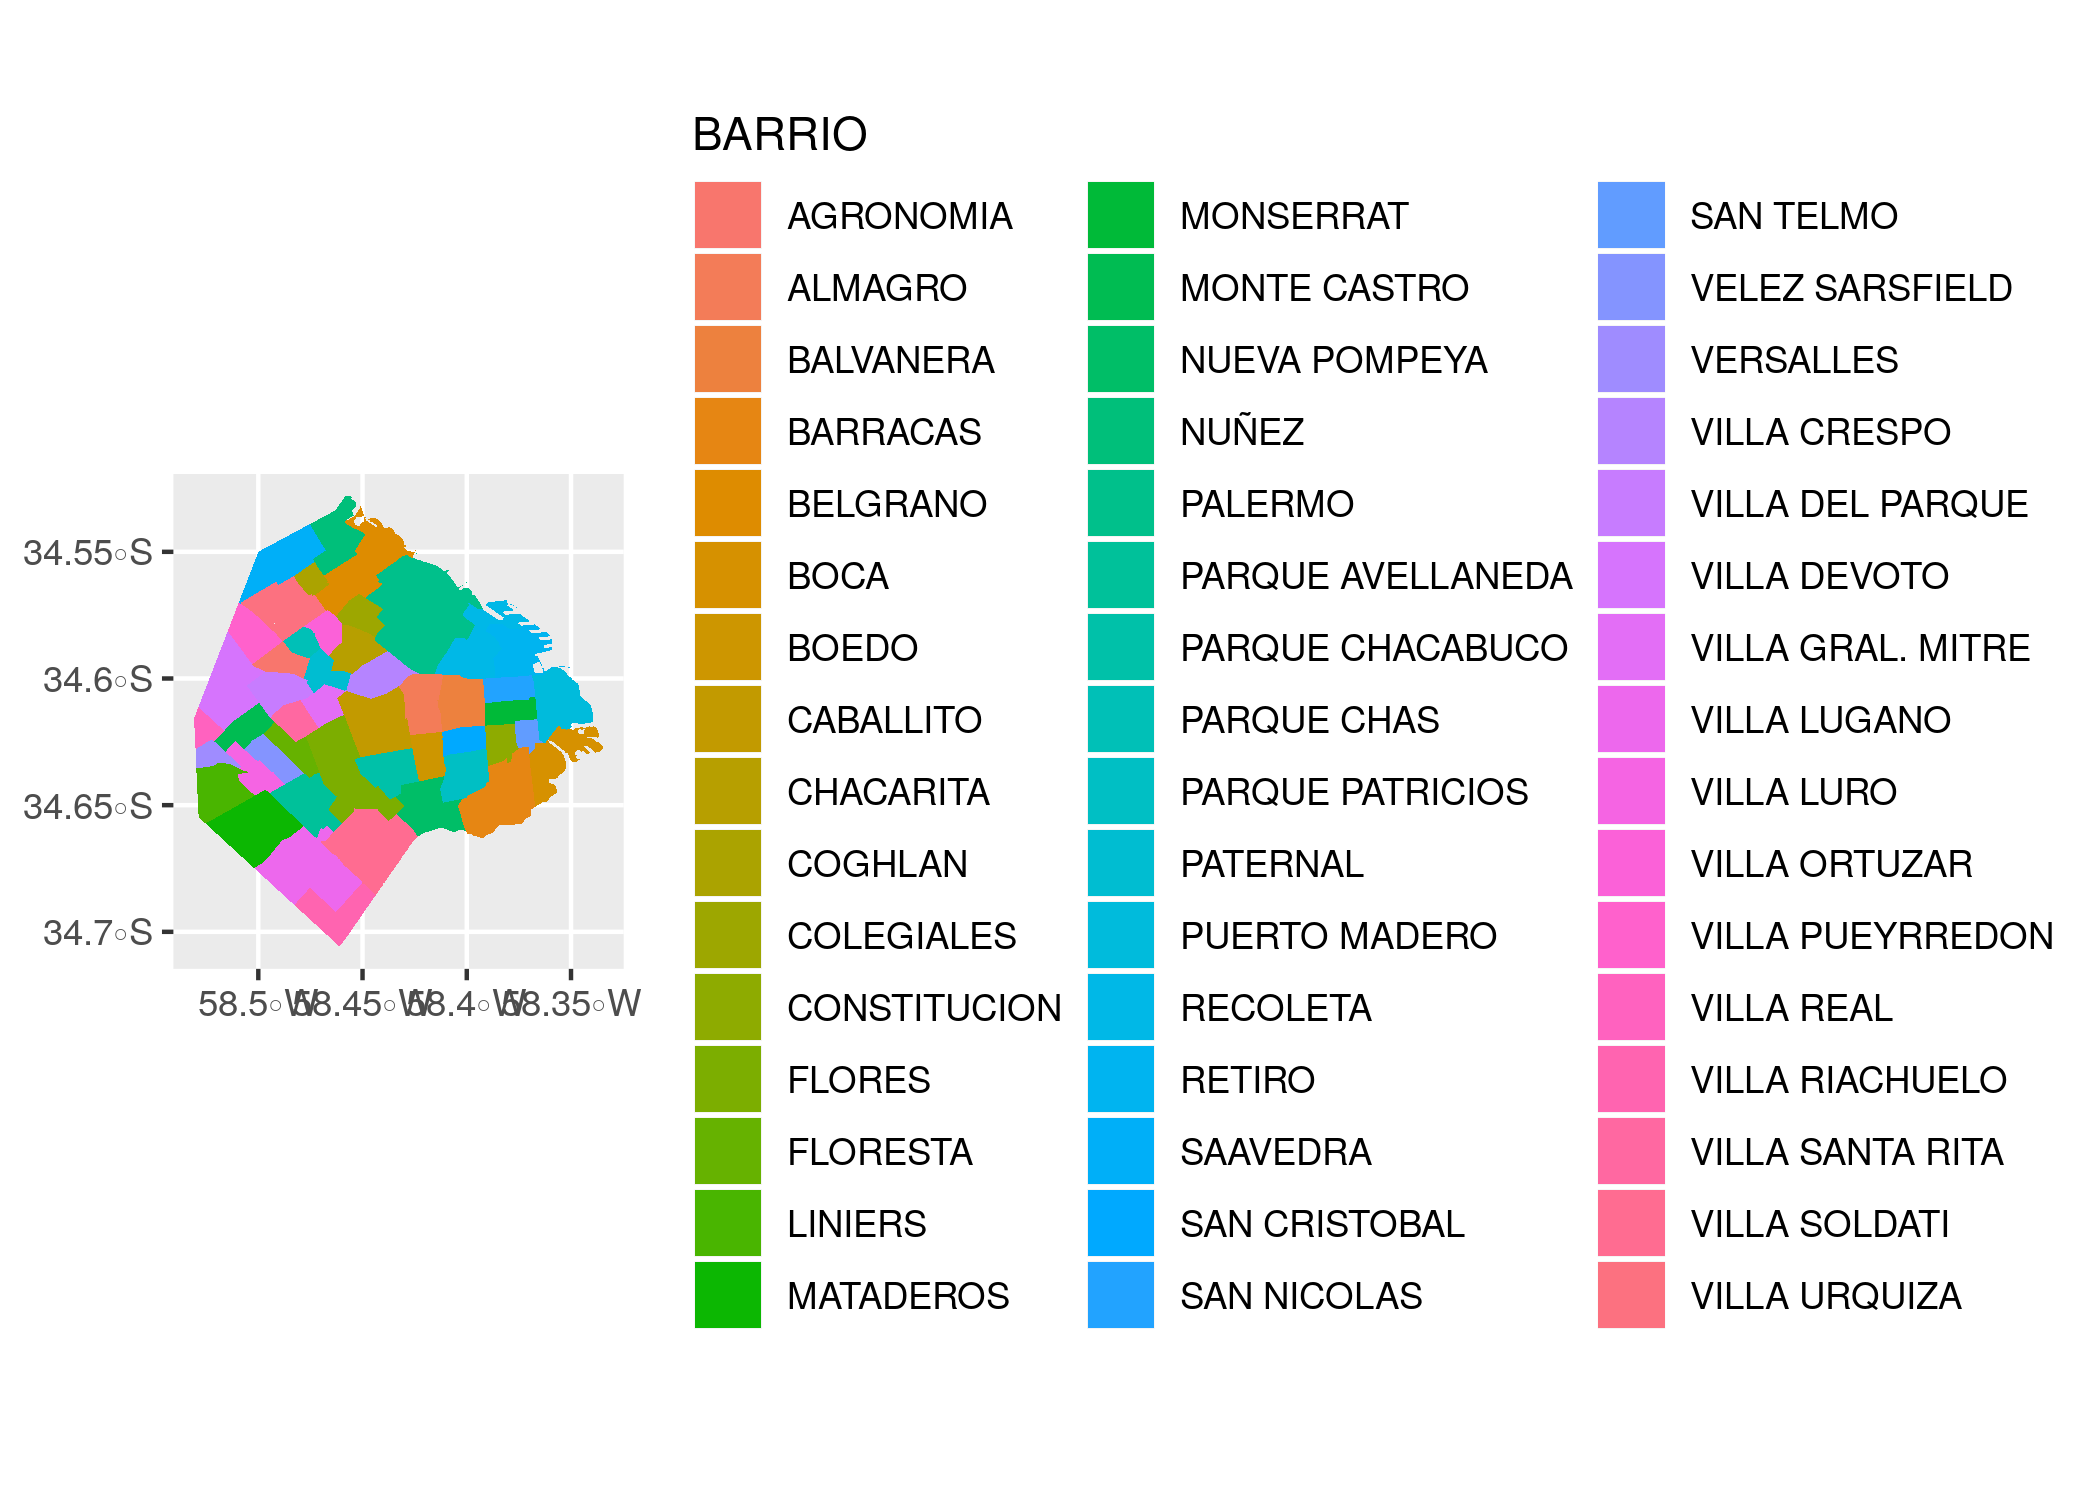 BARRIO
AGRONOMIA
ALMAGRO
BALVANERA
BARRACAS
BELGRANO
BOCA
BOEDO
CABALLITO
CHACARITA
COGHLAN
COLEGIALES
CONSTITUCION
FLORES
FLORESTA
LINIERS
MATADEROS
MONSERRAT
MONTE CASTRO
NUEVA POMPEYA
NUÑEZ
PALERMO
PARQUE AVELLANEDA
PARQUE CHACABUCO
PARQUE CHAS
PARQUE PATRICIOS
PATERNAL
PUERTO MADERO
RECOLETA
RETIRO
SAAVEDRA
SAN CRISTOBAL
SAN NICOLAS
SAN TELMO
VELEZ SARSFIELD
VERSALLES
VILLA CRESPO
VILLA DEL PARQUE
VILLA DEVOTO
VILLA GRAL. MITRE
VILLA LUGANO
VILLA LURO
VILLA ORTUZAR
VILLA PUEYRREDON
VILLA REAL
VILLA RIACHUELO
VILLA SANTA RITA
VILLA SOLDATI
VILLA URQUIZA
34.55°S
34.6°S
34.65°S
34.7°S
58.5°W 58.45°W 58.4°W 58.35°W